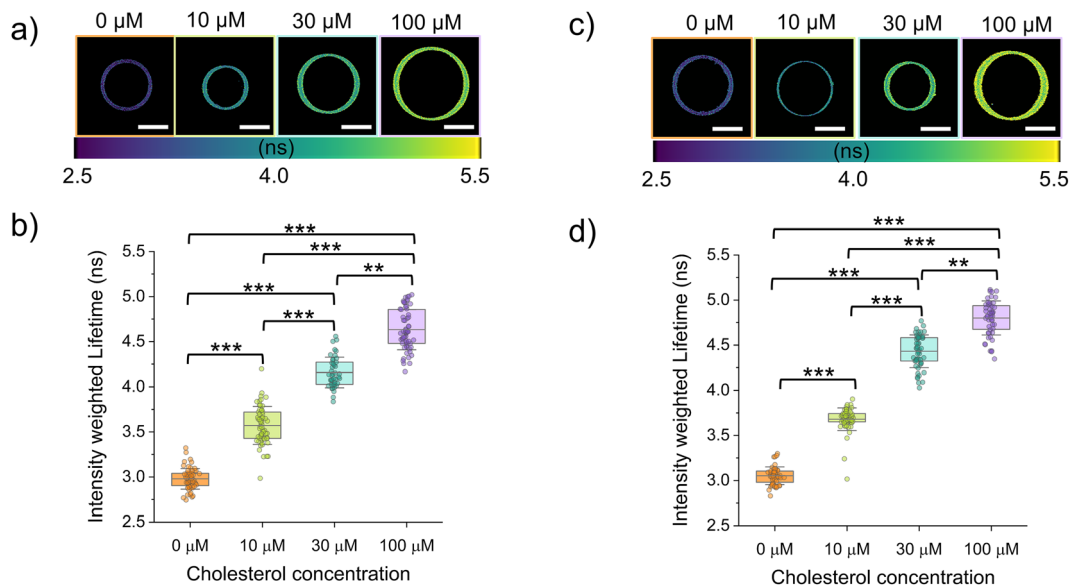 a)
0 μM 10 μM 30 μM 100 μM
(ns)
2.5 4.0 5.5
b)
Intensity weighted Lifetime (ns)
5.5
5.0
4.5
4.0
3.5
3.0
2.5
***
***
***
**
***
***
0 μM 10 μM 30 μM 100 μM
Cholesterol concentration
c)
0 μM 10 μM 30 μM 100 μM
(ns)
2.5 4.0 5.5
d)
Intensity weighted Lifetime (ns)
5.5
5.0
4.5
4.0
3.5
3.0
2.5
***
***
***
**
***
***
0 μM 10 μM 30 μM 100 μM
Cholesterol concentration